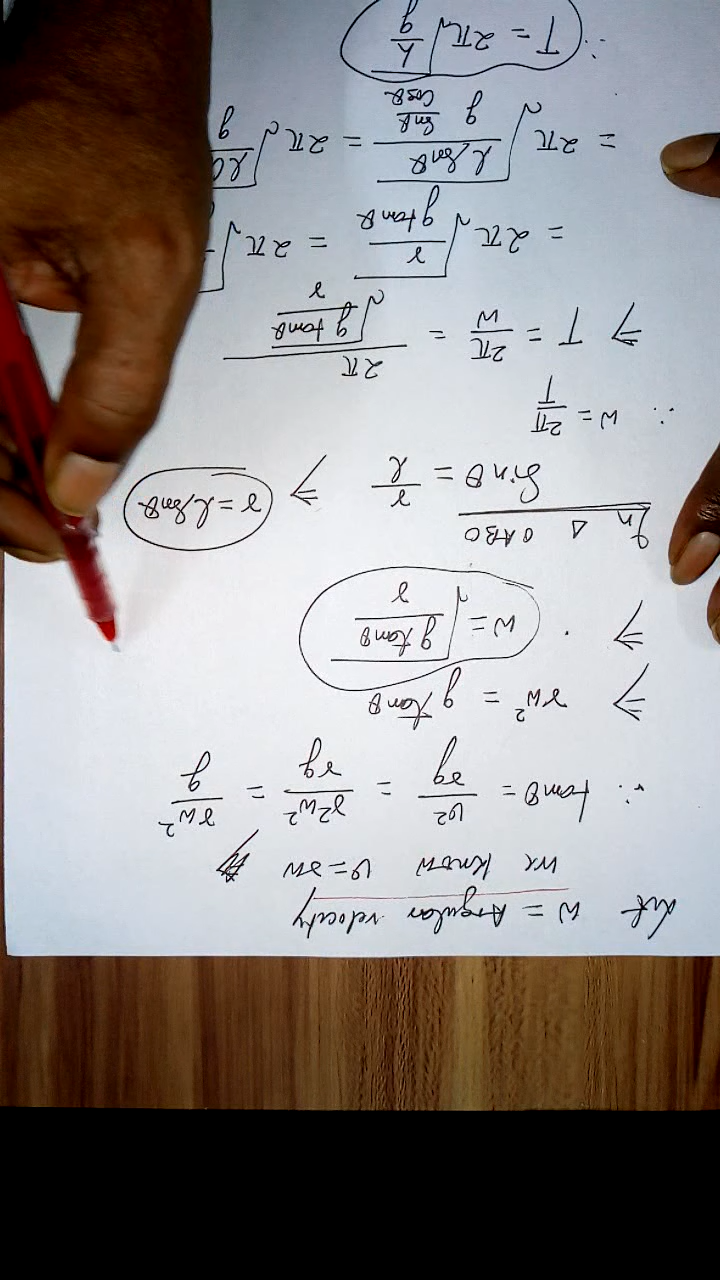 Let ω = Angular velocity
we know v=rω
∵ tanθ = v²/rg = r²ω²/rg = rω²/g
⇒ rω² = g tanθ
⇒ ω = √(g tanθ/r)
In Δ OABC
Sinθ = r/l ⇒ r = l Sinθ
∵ ω = 2π/T
⇒ T = 2π/ω = 2π/√(g tanθ/r)
= 2π √(r/g tanθ) = 2π √
= 2π √(l Sinθ/g Sinθ/Cosθ) = 2π √(l /g
∴ T = 2π √(h/g)